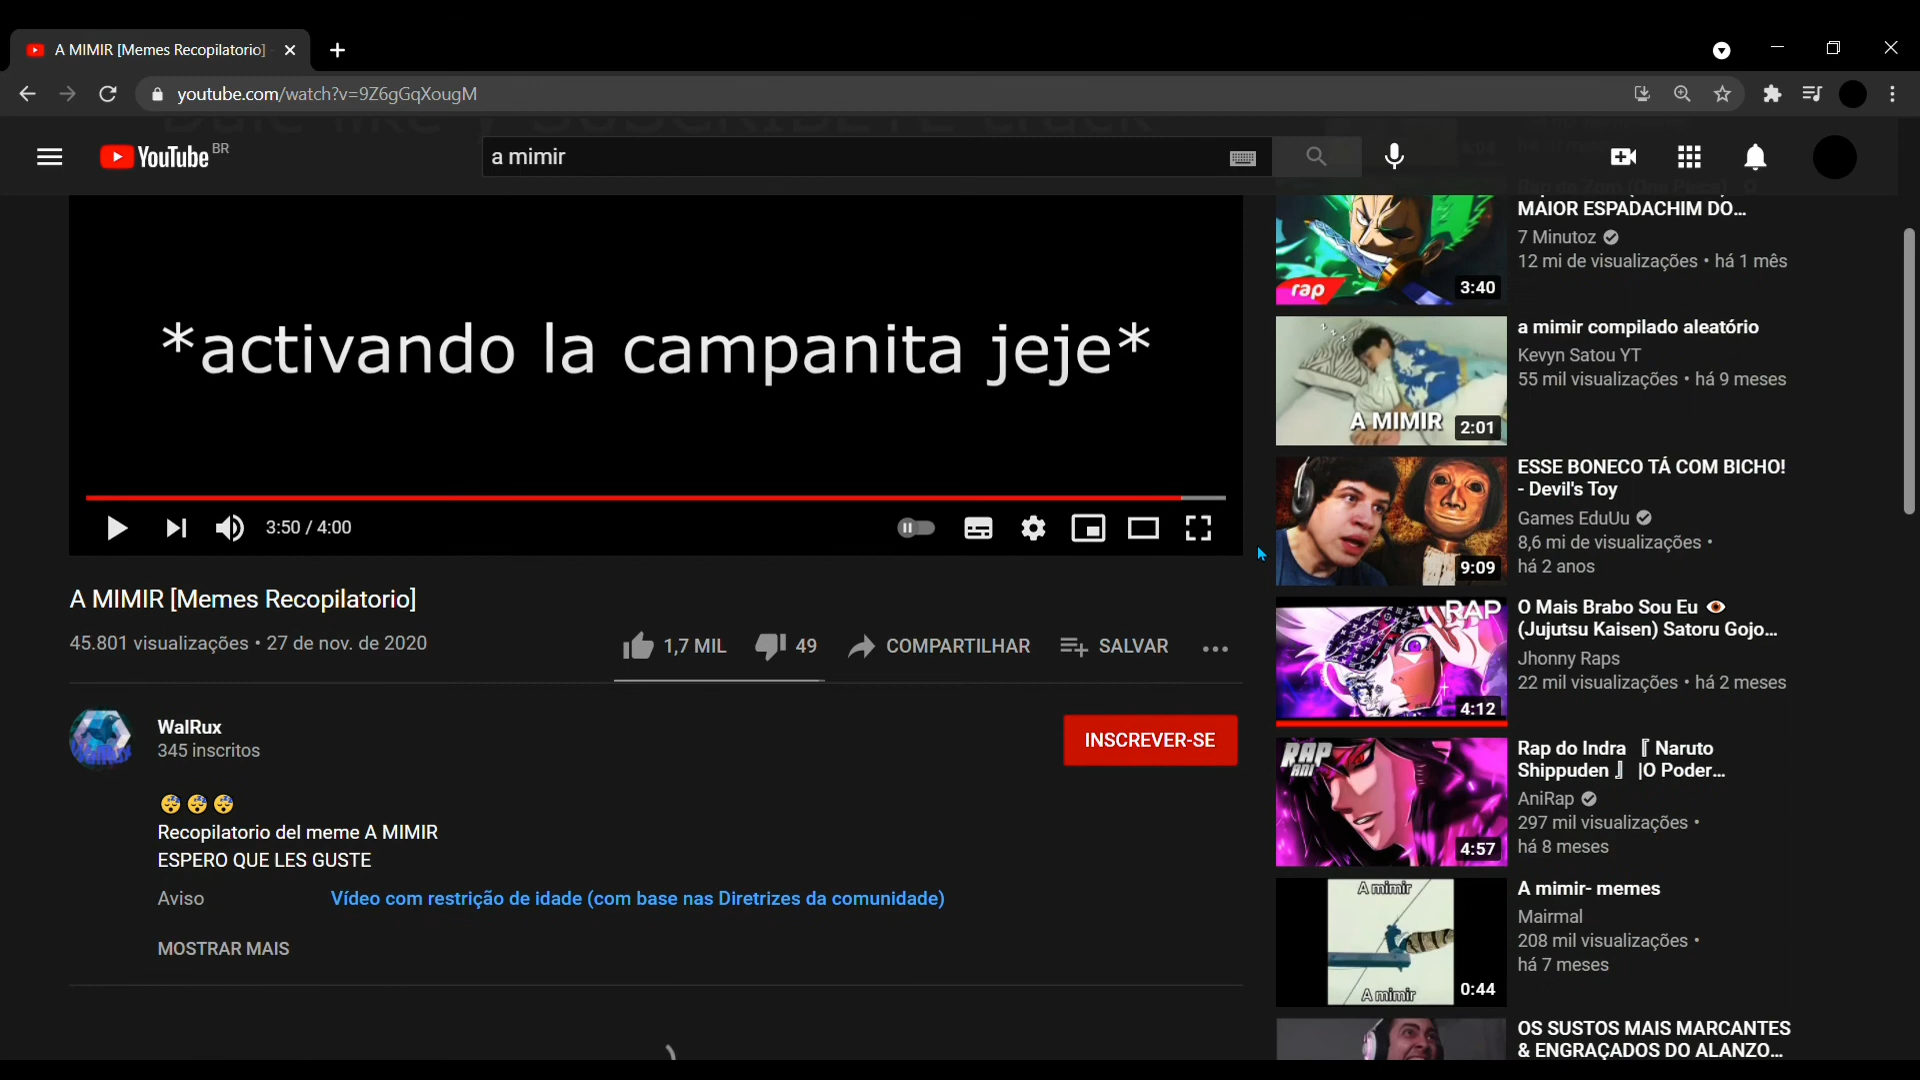 A MIMIR [Memes Recopilatorio]
youtube.com/watch?v=9Z6gGqXougM
YouTube BR
a mimir
*activando la campanita jeje*
3:50 / 4:00
A MIMIR [Memes Recopilatorio]
45.801 visualizações • 27 de nov. de 2020
1,7 MIL
49
COMPARTILHAR
SALVAR
WalRux
345 inscritos
INSCREVER-SE
😴😴😴
Recopilatorio del meme A MIMIR
ESPERO QUE LES GUSTE
Aviso
Vídeo com restrição de idade (com base nas Diretrizes da comunidade)
MOSTRAR MAIS
rap
3:40
MAIOR ESPADACHIM DO...
7 Minutoz
12 mi de visualizações • há 1 mês
A MIMIR
2:01
a mimir compilado aleatório
Kevyn Satou YT
55 mil visualizações • há 9 meses
9:09
ESSE BONECO TÁ COM BICHO!
- Devil's Toy
Games EduUu
8,6 mi de visualizações •
há 2 anos
RAP
4:12
O Mais Brabo Sou Eu 👁
(Jujutsu Kaisen) Satoru Gojo...
Jhonny Raps
22 mil visualizações • há 2 meses
RAP
ANI
4:57
Rap do Indra 『 Naruto
Shippuden 』 |O Poder...
AniRap
297 mil visualizações •
há 8 meses
A mimir
A mimir
0:44
A mimir- memes
Mairmal
208 mil visualizações •
há 7 meses
OS SUSTOS MAIS MARCANTES
& ENGRAÇADOS DO ALANZO...